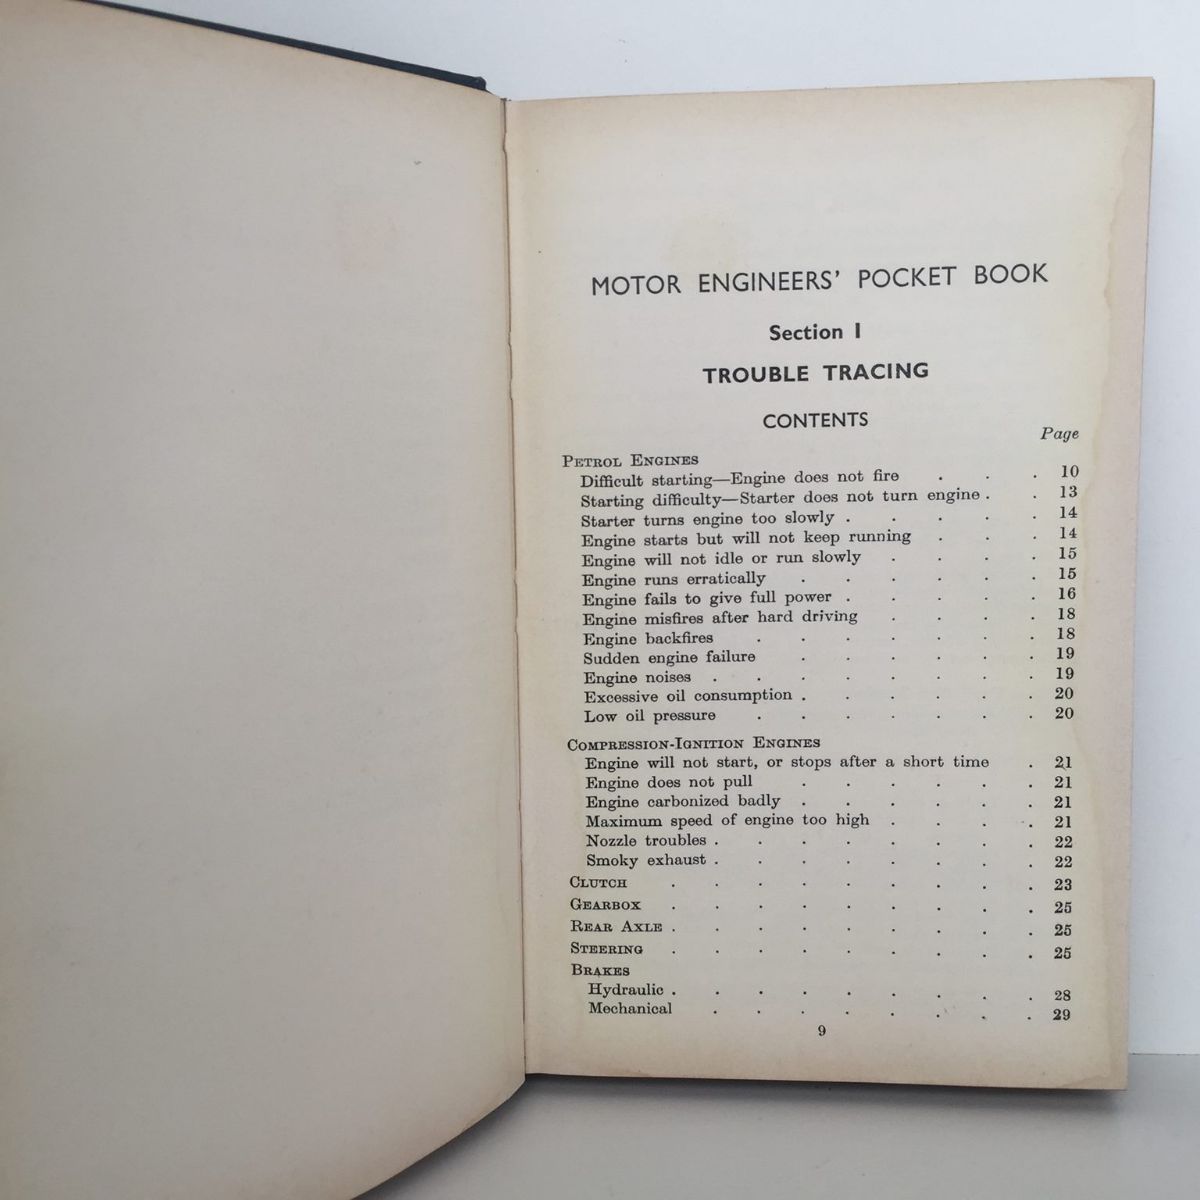 MOTOR ENGINEERS' POCKET BOOK
Section I
TROUBLE TRACING
CONTENTS
Page
PETROL ENGINES
Difficult starting—Engine does not fire . . . 10
Starting difficulty—Starter does not turn engine . . 13
Starter turns engine too slowly . . . . . 14
Engine starts but will not keep running . . . 14
Engine will not idle or run slowly . . . . 15
Engine runs erratically . . . . . . 15
Engine fails to give full power . . . . . 16
Engine misfires after hard driving . . . . 18
Engine backfires . . . . . . . 18
Sudden engine failure . . . . . . 19
Engine noises . . . . . . . . 19
Excessive oil consumption . . . . . . 20
Low oil pressure . . . . . . . 20
COMPRESSION-IGNITION ENGINES
Engine will not start, or stops after a short time . 21
Engine does not pull . . . . . . 21
Engine carbonized badly . . . . . . 21
Maximum speed of engine too high . . . . 21
Nozzle troubles . . . . . . . . 22
Smoky exhaust . . . . . . . . 22
CLUTCH . . . . . . . . . 23
GEARBOX . . . . . . . . . 25
REAR AXLE . . . . . . . . . 25
STEERING . . . . . . . . . 25
BRAKES
Hydraulic . . . . . . . . . 28
Mechanical . . . . . . . . 29
9